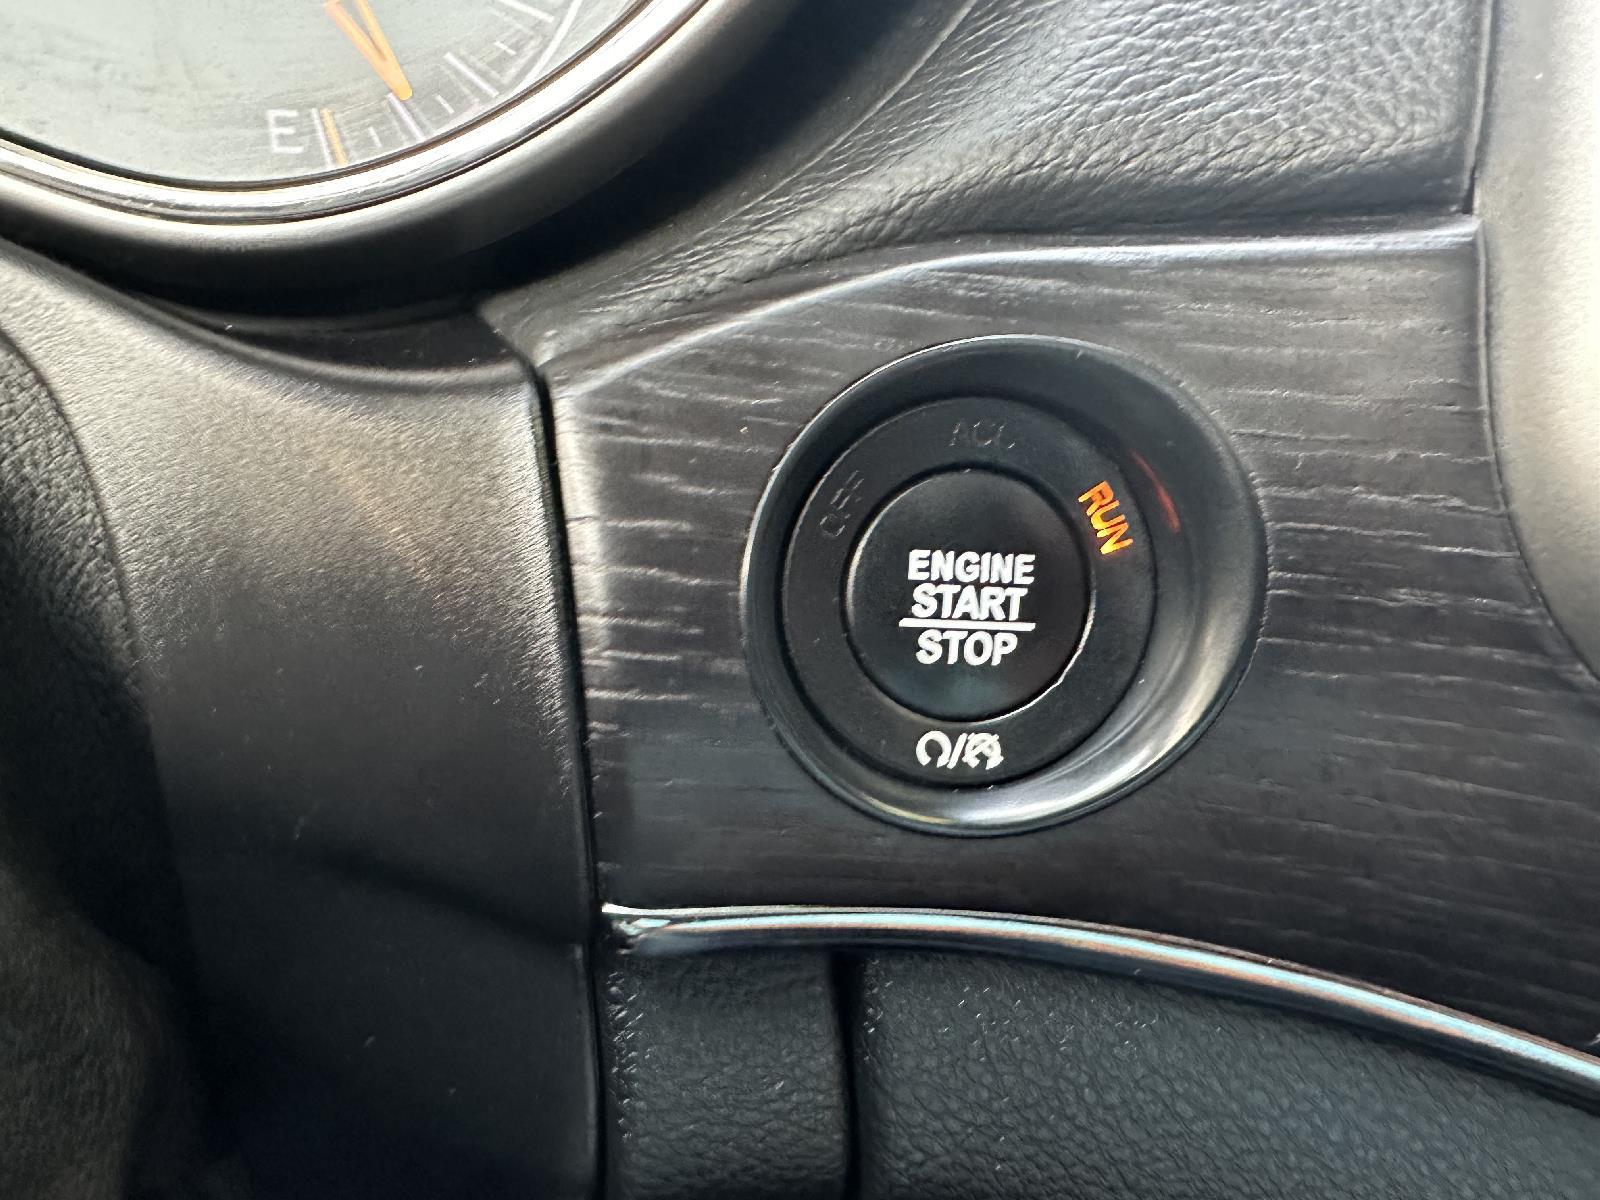 E
ACC
OFF
RUN
ENGINE
START
STOP